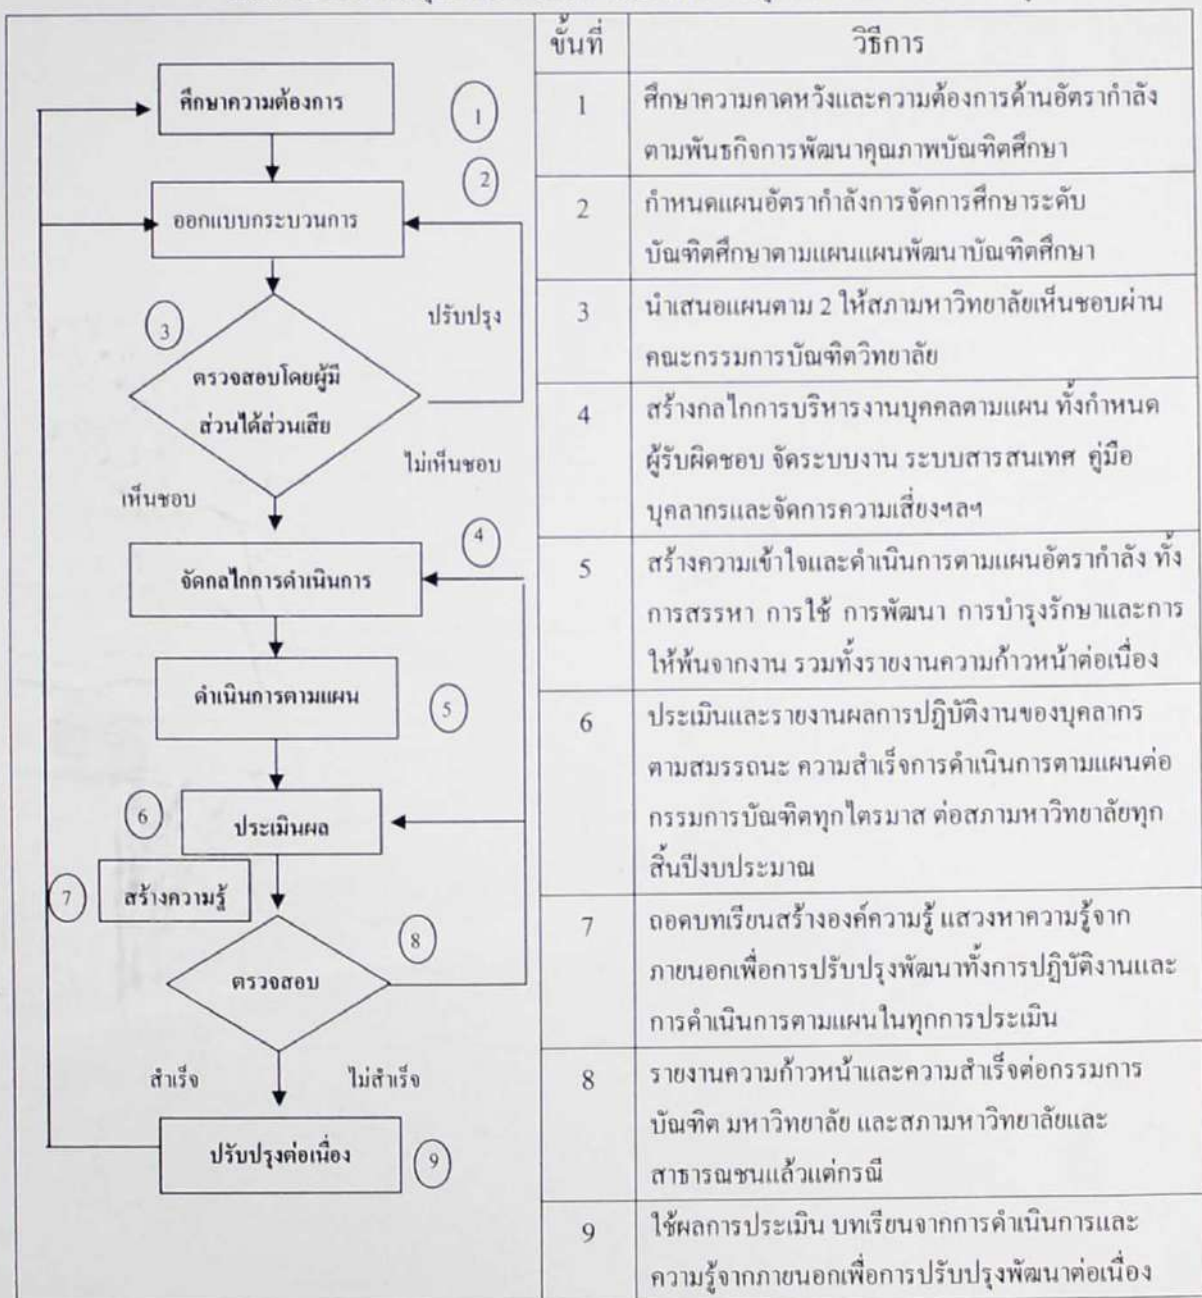 ศึกษาความต้องการ
1
2
ออกแบบกระบวนการ
3
ปรับปรุง
ตรวจสอบโดยผู้มี
ส่วนได้ส่วนเสีย
ไม่เห็นชอบ
เห็นชอบ
4
จัดกลไกการดำเนินการ
ดำเนินการตามแผน
5
6
ประเมินผล
7
สร้างความรู้
8
ตรวจสอบ
สำเร็จ
ไม่สำเร็จ
ปรับปรุงต่อเนื่อง
9
ขั้นที่ วิธีการ
1 ศึกษาความคาดหวังและความต้องการด้านอัตรากำลัง
ตามพันธกิจการพัฒนาคุณภาพบัณฑิตศึกษา
2 กำหนดแผนอัตรากำลังการจัดการศึกษาระดับ
บัณฑิตศึกษาตามแผนแผนพัฒนาบัณฑิตศึกษา
3 นำเสนอแผนตาม 2 ให้สภามหาวิทยาลัยเห็นชอบผ่าน
คณะกรรมการบัณฑิตวิทยาลัย
4 สร้างกลไกการบริหารงานบุคคลตามแผน ทั้งกำหนด
ผู้รับผิดชอบ จัดระบบงาน ระบบสารสนเทศ คู่มือ
บุคลากรและจัดการความเสี่ยงฯลฯ
5 สร้างความเข้าใจและดำเนินการตามแผนอัตรากำลัง ทั้ง
การสรรหา การใช้ การพัฒนา การบำรุงรักษาและการ
ให้พ้นจากงาน รวมทั้งรายงานความก้าวหน้าต่อเนื่อง
6 ประเมินและรายงานผลการปฏิบัติงานของบุคลากร
ตามสมรรถนะ ความสำเร็จการดำเนินการตามแผนต่อ
กรรมการบัณฑิตทุกไตรมาส ต่อสภามหาวิทยาลัยทุก
สิ้นปีงบประมาณ
7 ถอดบทเรียนสร้างองค์ความรู้ แสวงหาความรู้จาก
ภายนอกเพื่อการปรับปรุงพัฒนาทั้งการปฏิบัติงานและ
การดำเนินการตามแผนในทุกการประเมิน
8 รายงานความก้าวหน้าและความสำเร็จต่อกรรมการ
บัณฑิต มหาวิทยาลัย และสภามหาวิทยาลัยและ
สาธารณชนแล้วแต่กรณี
9 ใช้ผลการประเมิน บทเรียนจากการดำเนินการและ
ความรู้จากภายนอกเพื่อการปรับปรุงพัฒนาต่อเนื่อง